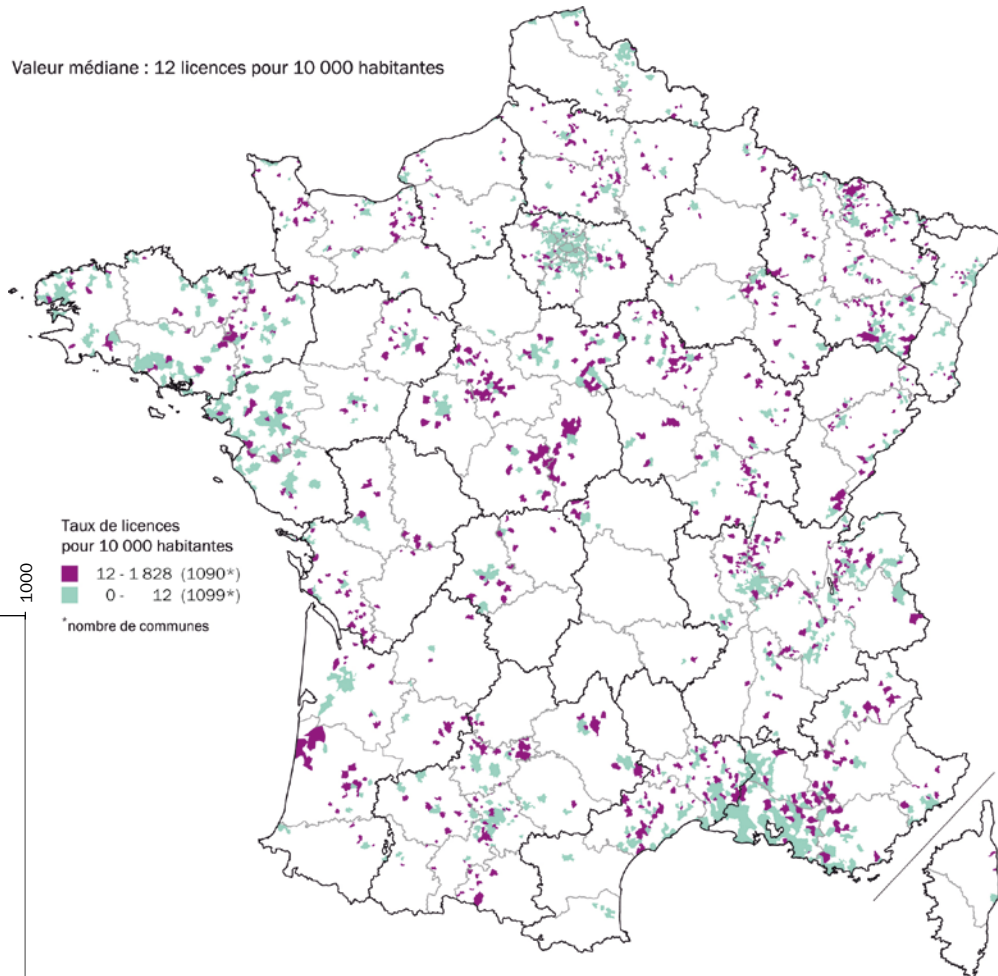 Valeur médiane : 12 licences pour 10 000 habitantes
Taux de licences
pour 10 000 habitantes
12 - 1 828 (1090*)
0 - 12 (1099*)
*nombre de communes
1000